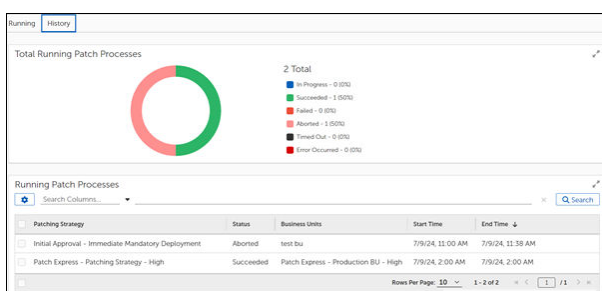 Running History
Total Running Patch Processes
2 Total
In Progress - 0 (0%)
Succeeded - 1 (50%)
Failed - 0 (0%)
Aborted - 1 (50%)
Timed Out - 0 (0%)
Error Occurred - 0 (0%)
Running Patch Processes
Search Columns... Search
Patching Strategy Status Business Units Start Time End Time
Initial Approval - Immediate Mandatory Deployment Aborted test bu 7/9/24, 11:00 AM 7/9/24, 11:38 AM
Patch Express - Patching Strategy - High Succeeded Patch Express - Production BU - High 7/9/24, 2:00 AM 7/9/24, 2:00 AM
Rows Per Page: 10 1 - 2 of 2 1 / 1